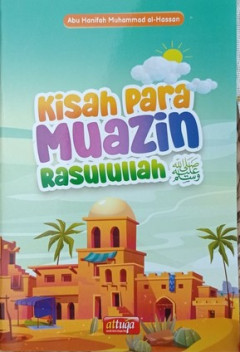 Abu Hanifah Muhammad al-Hassan
Kisah Para
Muazin
Rasulullah ﷺ
attuqa